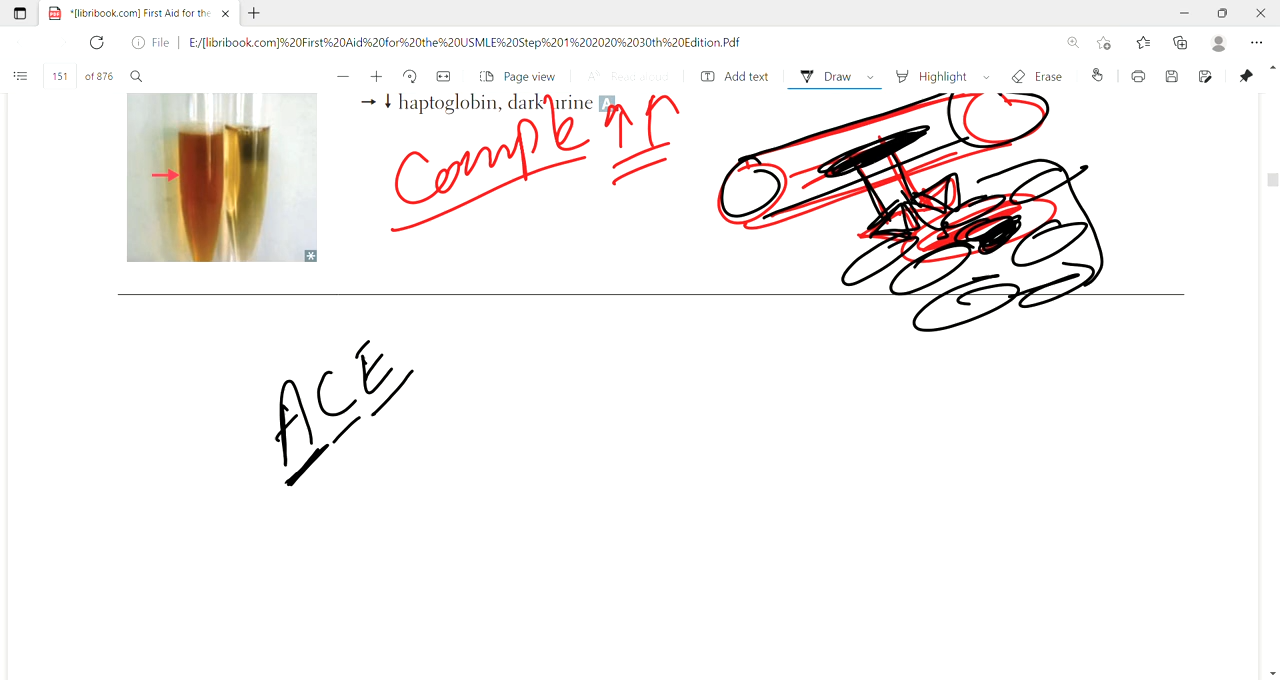 *[libribook.com] First Aid for the
File E:/[libribook.com]%20First%20Aid%20for%20the%20USMLE%20Step%201%202020%2030th%20Edition.Pdf
151 of 876 Page view Read aloud Add text Draw Highlight Erase
→ ↓ haptoglobin, dark urine A
Comple ↑↑
ACE